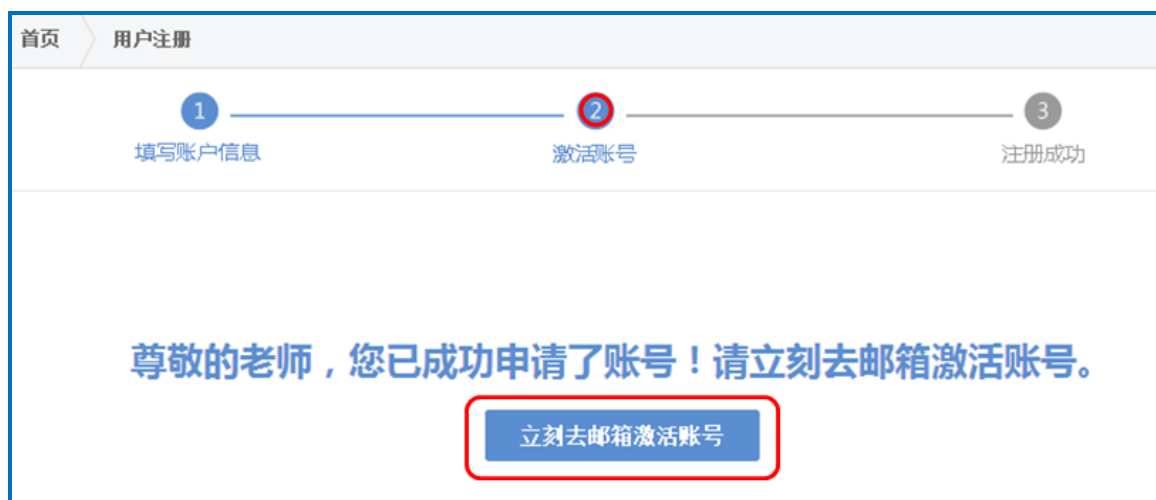 首页 用户注册
1 2 3
填写账户信息 激活账号 注册成功
尊敬的老师，您已成功申请了账号！请立刻去邮箱激活账号。
立刻去邮箱激活账号